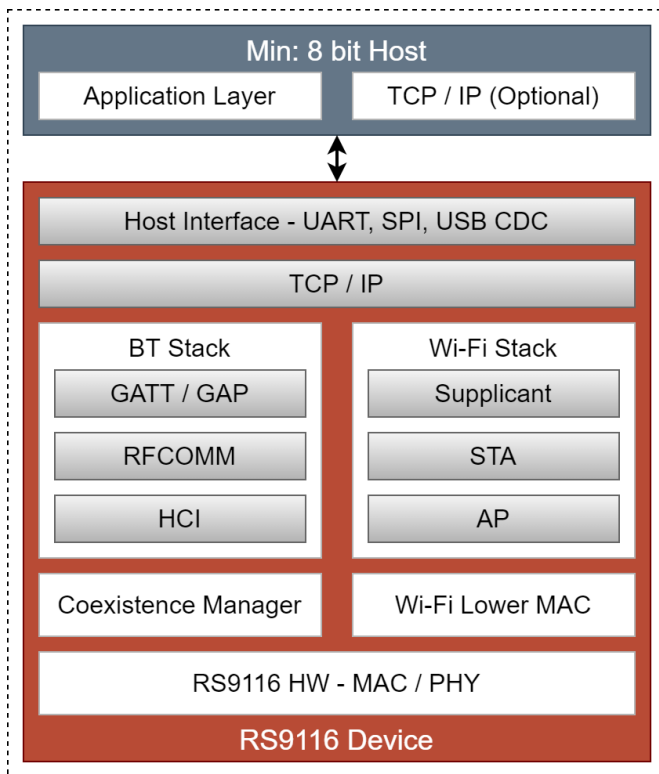 Min: 8 bit Host
Application Layer
TCP / IP (Optional)
Host Interface - UART, SPI, USB CDC
TCP / IP
BT Stack
GATT / GAP
RFCOMM
HCI
Wi-Fi Stack
Supplicant
STA
AP
Coexistence Manager
Wi-Fi Lower MAC
RS9116 HW - MAC / PHY
RS9116 Device